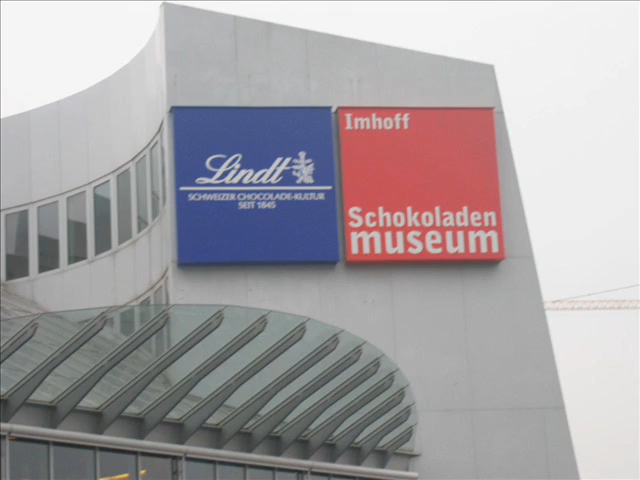 Lindt
SCHWEIZER CHOCOLADE-KULTUR
SEIT 1845
Imhoff
Schokoladen
museum